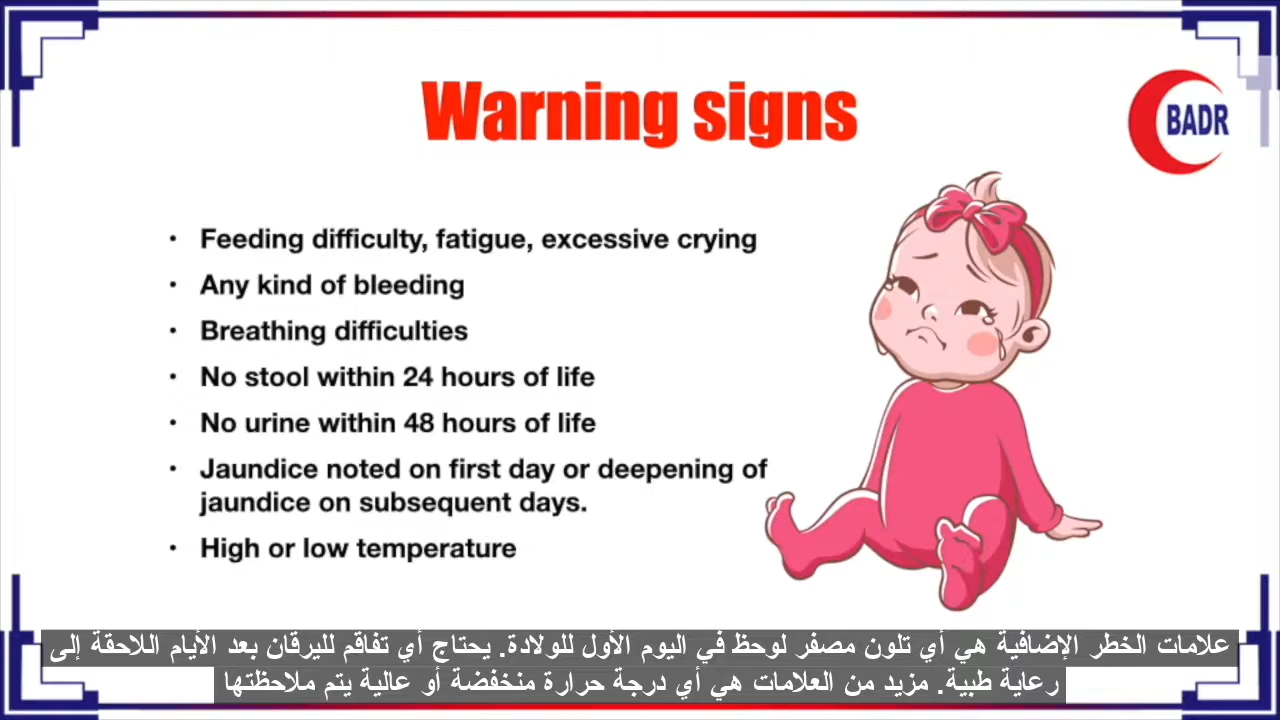 Warning signs
BADR
• Feeding difficulty, fatigue, excessive crying
• Any kind of bleeding
• Breathing difficulties
• No stool within 24 hours of life
• No urine within 48 hours of life
• Jaundice noted on first day or deepening of
jaundice on subsequent days.
• High or low temperature
علامات الخطر الإضافية هي أي تلون مصفر لوحظ في اليوم الأول للولادة. يحتاج أي تفاقم لليرقان بعد الأيام اللاحقة إلى
رعاية طبية. مزيد من العلامات هي أي درجة حرارة منخفضة أو عالية يتم ملاحظتها